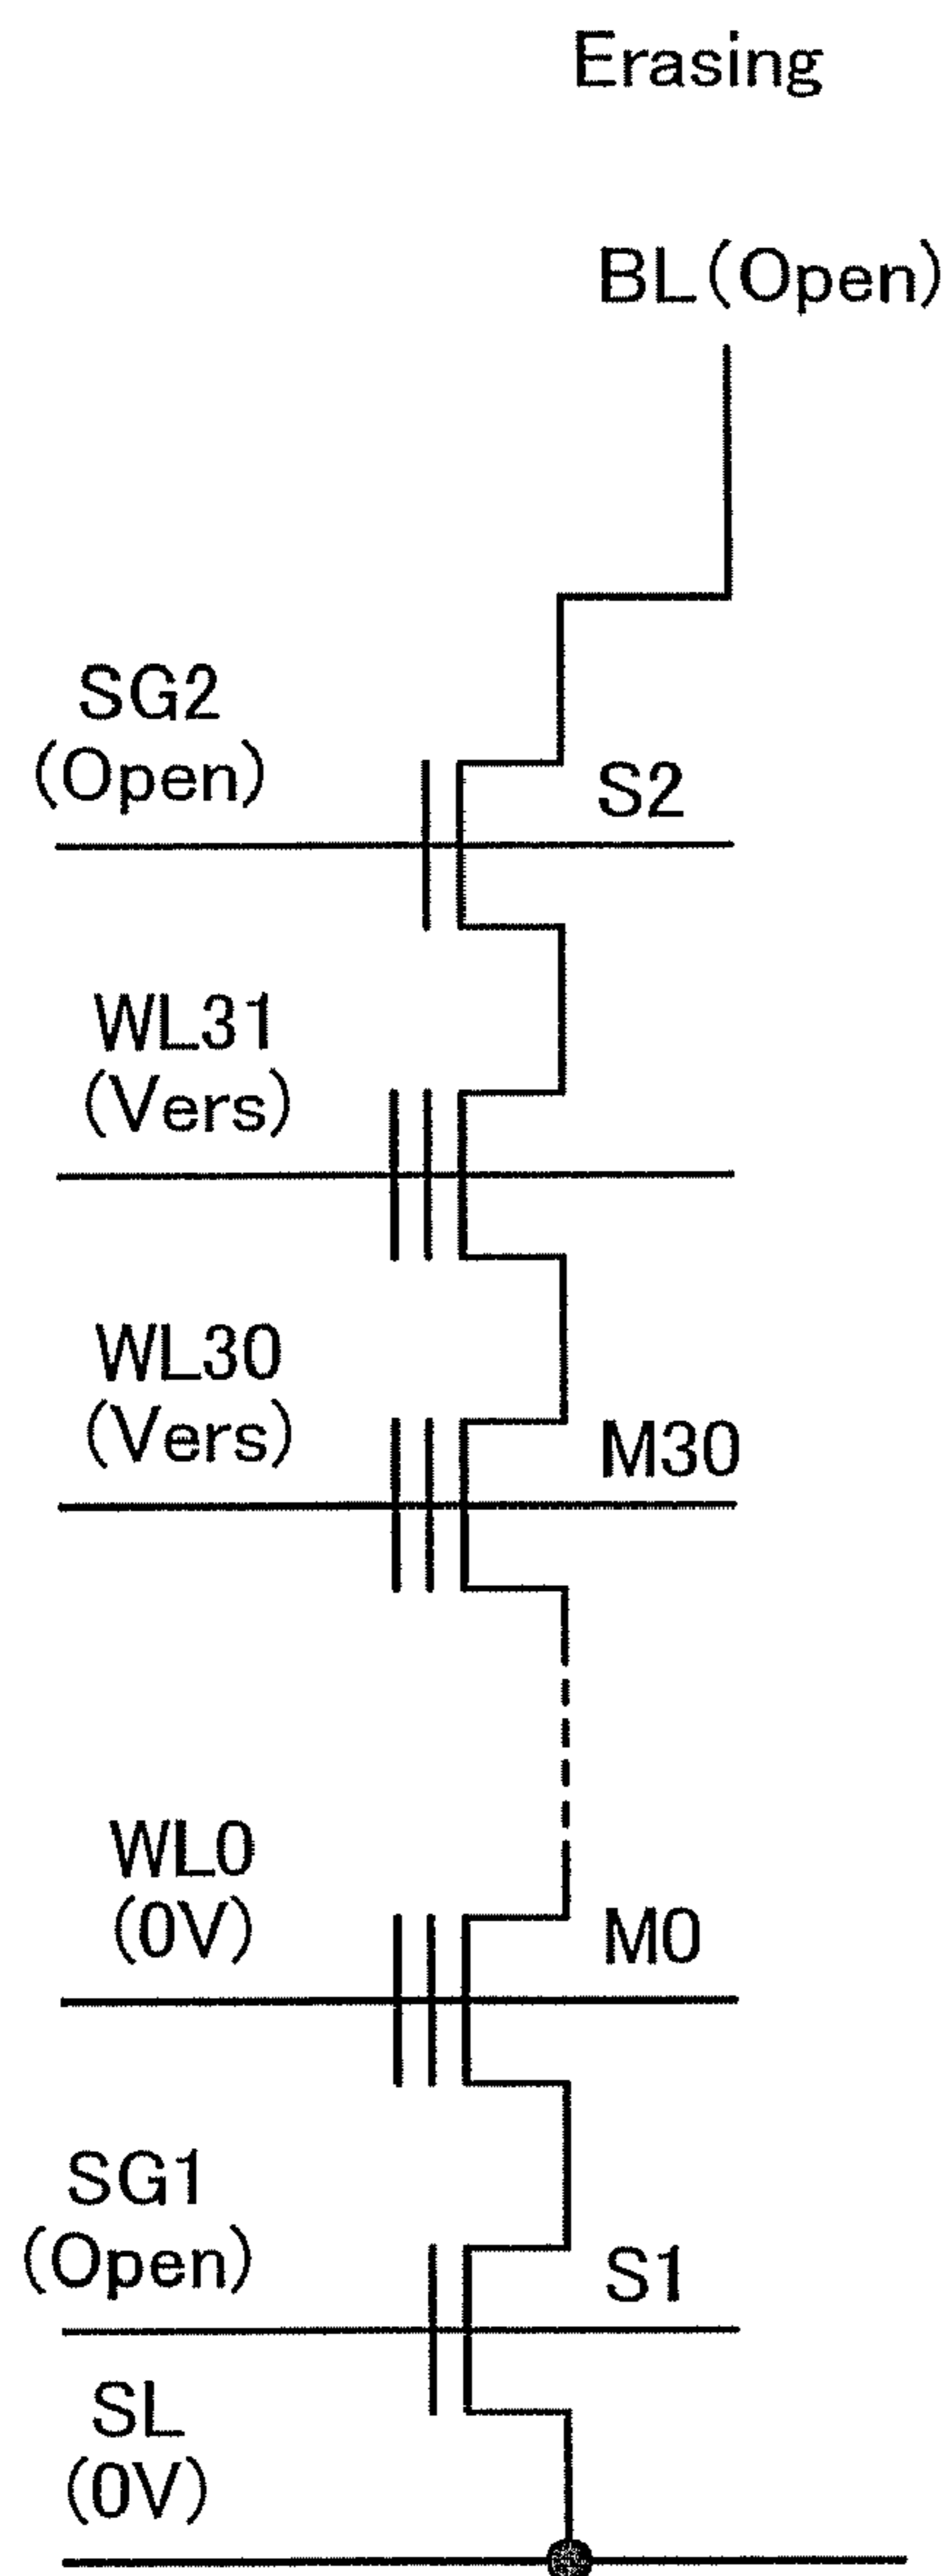 Erasing
BL(Open)
SG2
(Open)
S2
WL31
(Vers)
WL30
(Vers)
M30
WL0
(0V)
M0
SG1
(Open)
S1
SL
(0V)